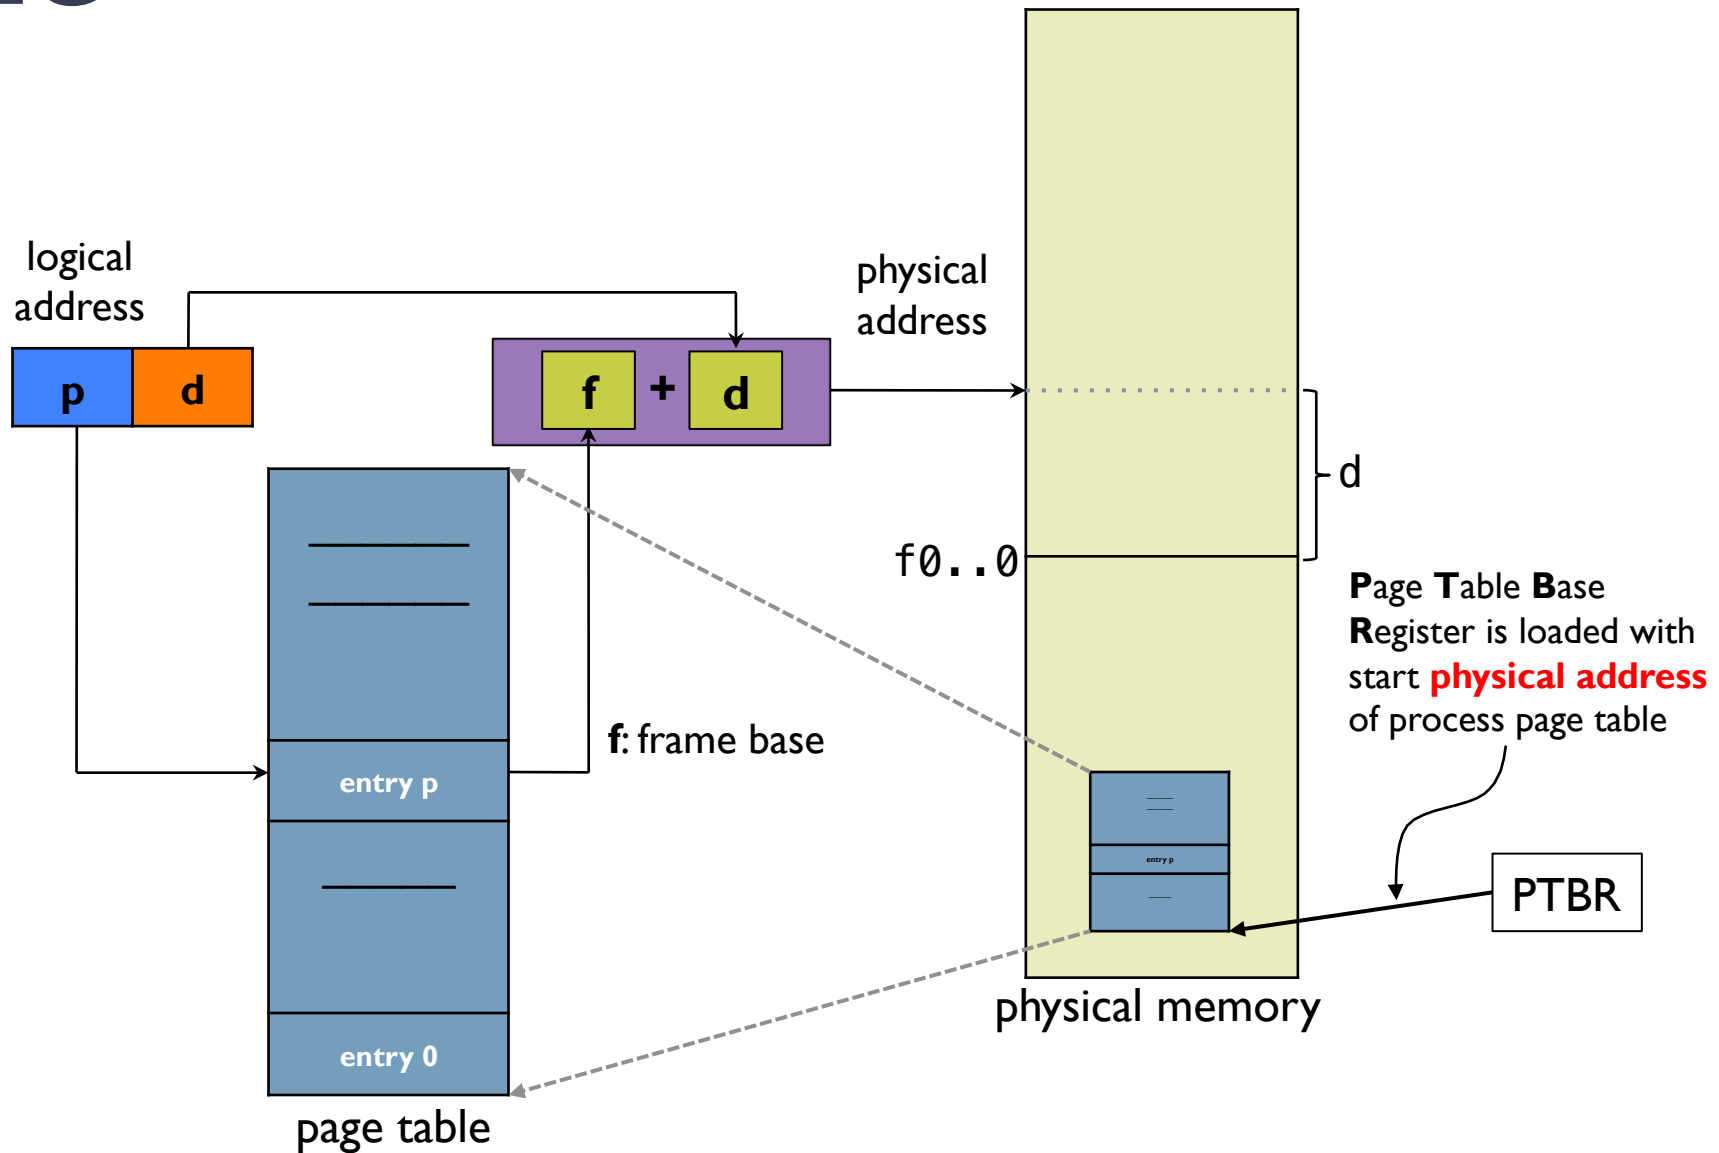 logical
address
p
d
f
+
d
physical
address
d
f0..0
Page Table Base
Register is loaded with
start physical address
of process page table
f: frame base
entry p
entry p
PTBR
physical memory
entry 0
page table